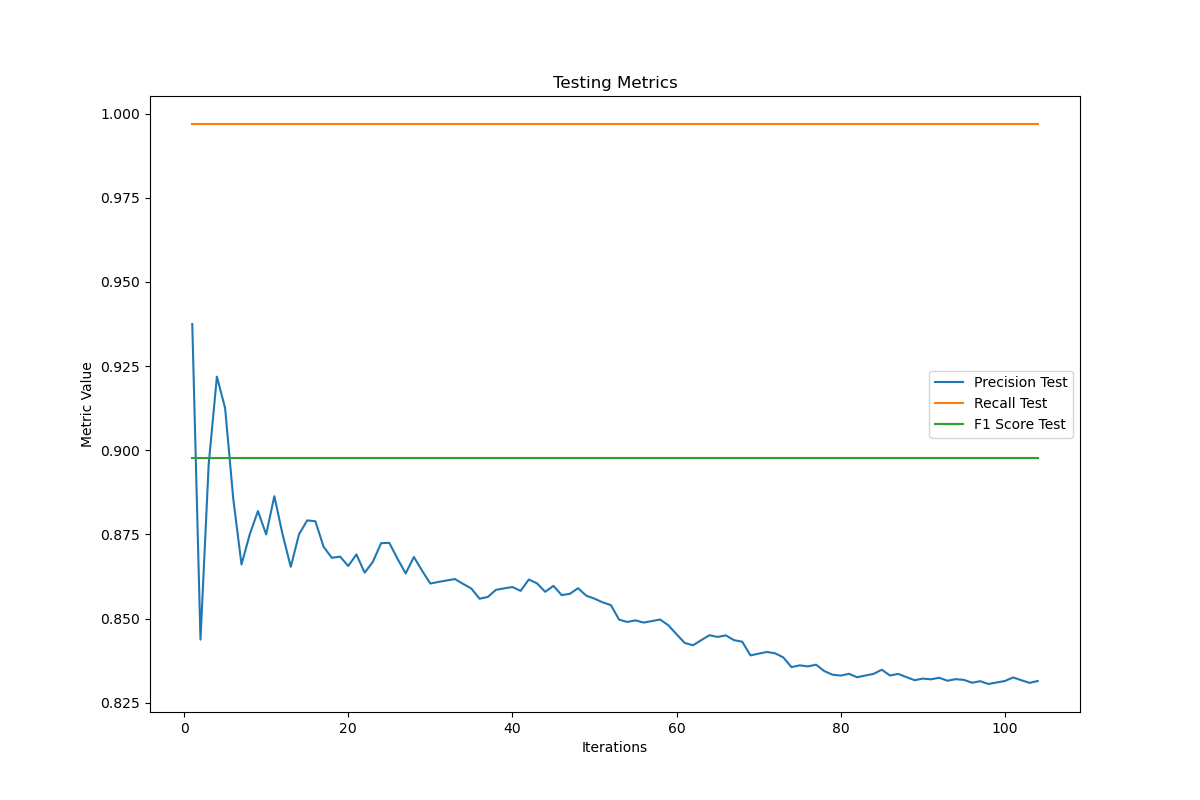 Testing Metrics
1.000
0.975
0.950
0.925
0.900
0.875
0.850
0.825
Metric Value
Precision Test
Recall Test
F1 Score Test
0 20 40 60 80 100
Iterations